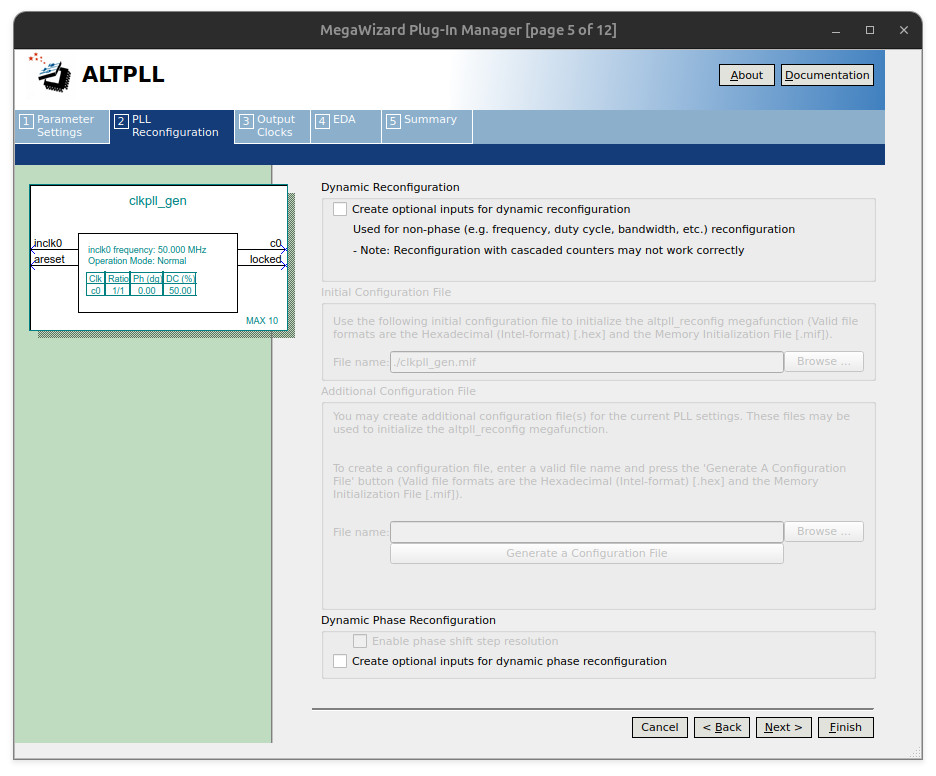 MegaWizard Plug-In Manager [page 5 of 12]
ALTPLL
About
Documentation
1 Parameter Settings
2 PLL Reconfiguration
3 Output Clocks
4 EDA
5 Summary
clkpll_gen
inclk0
areset
c0
locked
inclk0 frequency: 50.000 MHz
Operation Mode: Normal
Clk Ratio Ph (dg) DC (%)
c0 1/1 0.00 50.00
MAX 10
Dynamic Reconfiguration
Create optional inputs for dynamic reconfiguration
Used for non-phase (e.g. frequency, duty cycle, bandwidth, etc.) reconfiguration
- Note: Reconfiguration with cascaded counters may not work correctly
Initial Configuration File
Use the following initial configuration file to initialize the altpll_reconfig megafunction (Valid file
formats are the Hexadecimal (Intel-format) [.hex] and the Memory Initialization File [.mif]).
File name: ./clkpll_gen.mif Browse ...
Additional Configuration File
You may create additional configuration file(s) for the current PLL settings. These files may be
used to initialize the altpll_reconfig megafunction.
To create a configuration file, enter a valid file name and press the 'Generate A Configuration
File' button (Valid file formats are the Hexadecimal (Intel-format) [.hex] and the Memory
Initialization File [.mif]).
File name: Browse ...
Generate a Configuration File
Dynamic Phase Reconfiguration
Enable phase shift step resolution
Create optional inputs for dynamic phase reconfiguration
Cancel
< Back
Next >
Finish